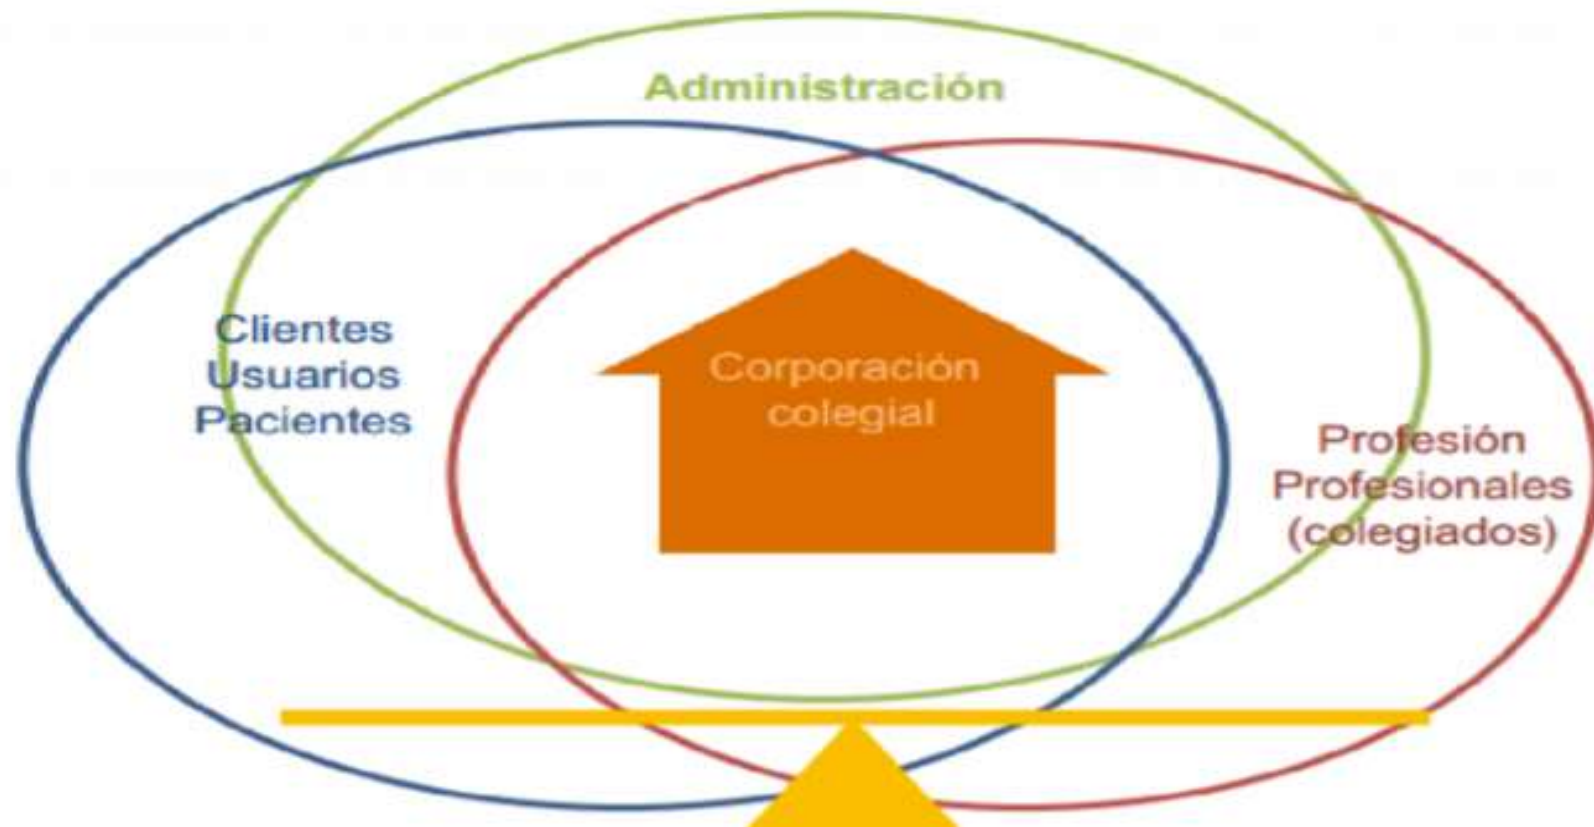 Administración
Clientes
Usuarios
Pacientes
Corporación
colegial
Profesión
Profesionales
(colegiados)